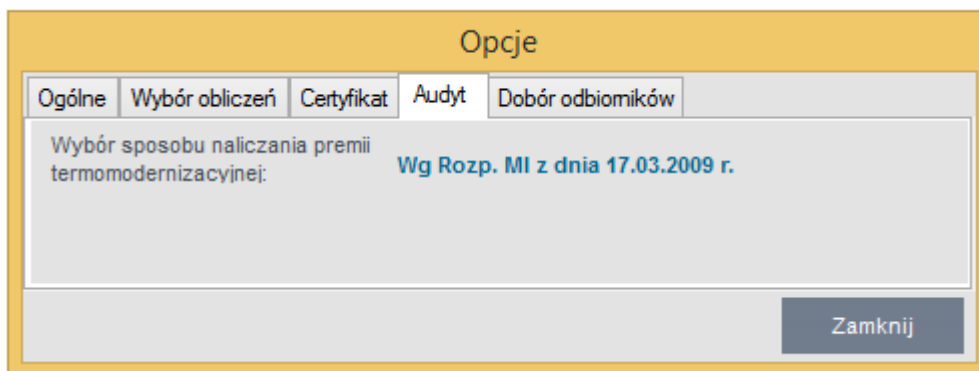 Opcje
Ogólne Wybór obliczeń Certyfikat Audyt Dobór odbiorników
Wybór sposobu naliczania premii
termomodernizacyjnej:
Wg Rozp. MI z dnia 17.03.2009 r.
Zamknij